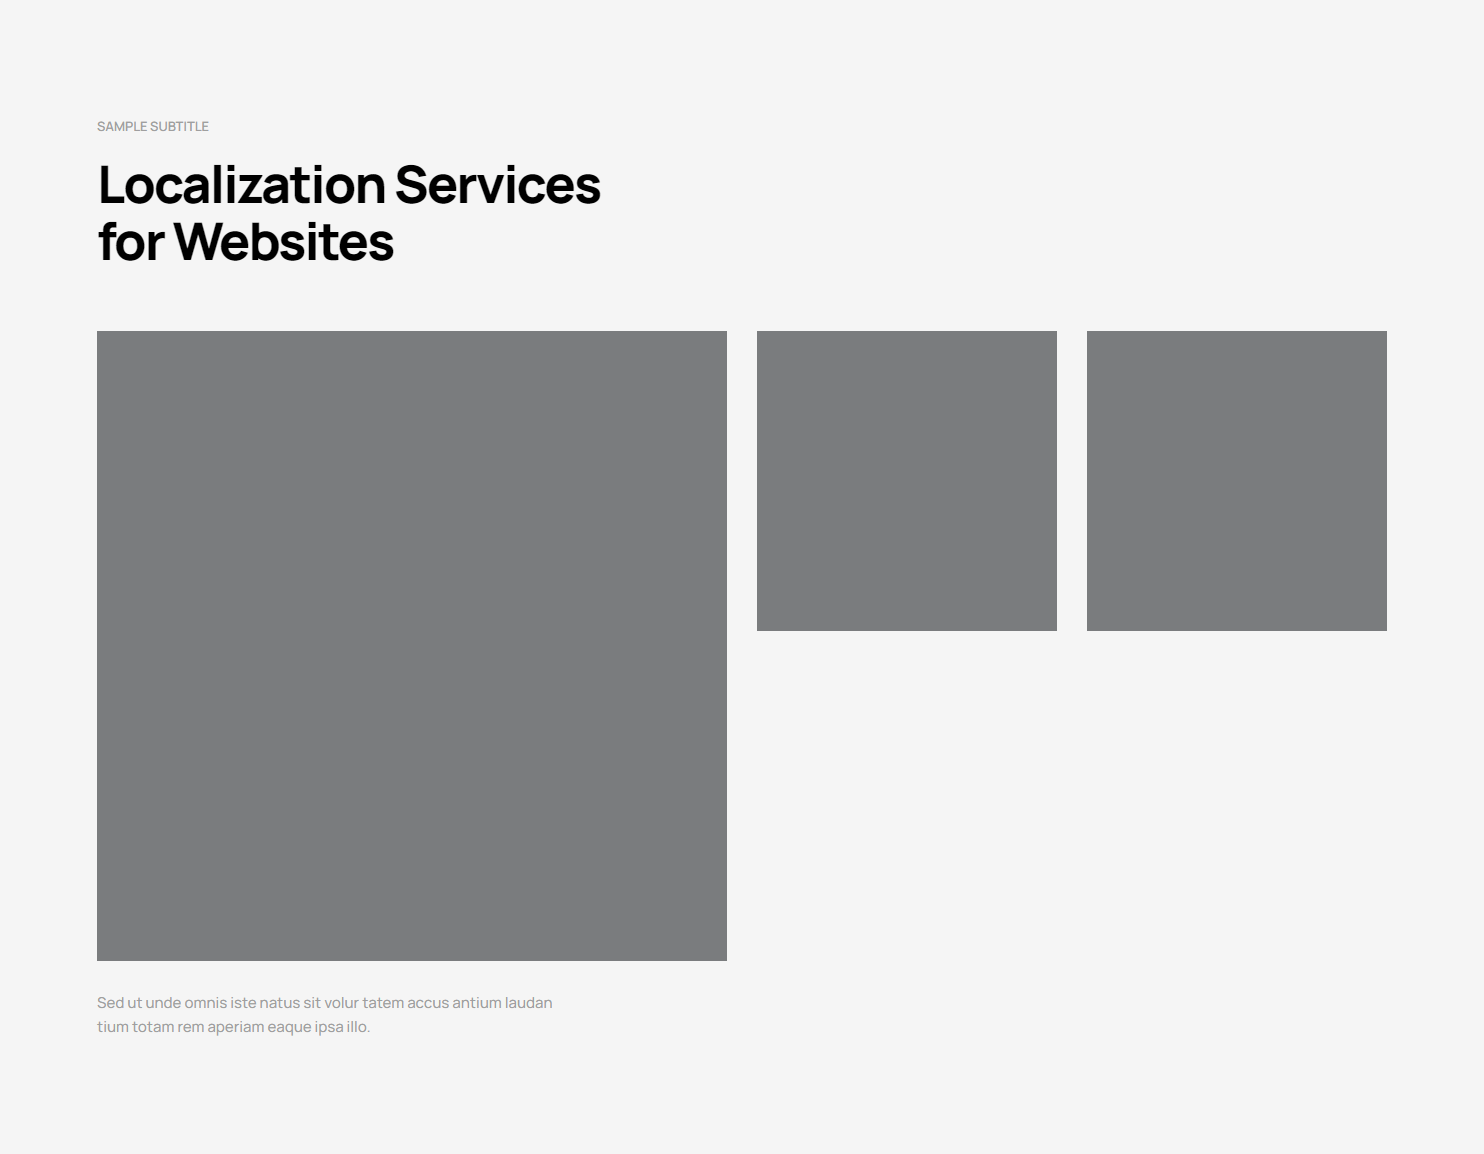 SAMPLE SUBTITLE
Localization Services
for Websites
Sed ut unde omnis iste natus sit volur tatem accus antium laudan
tium totam rem aperiam eaque ipsa illo.